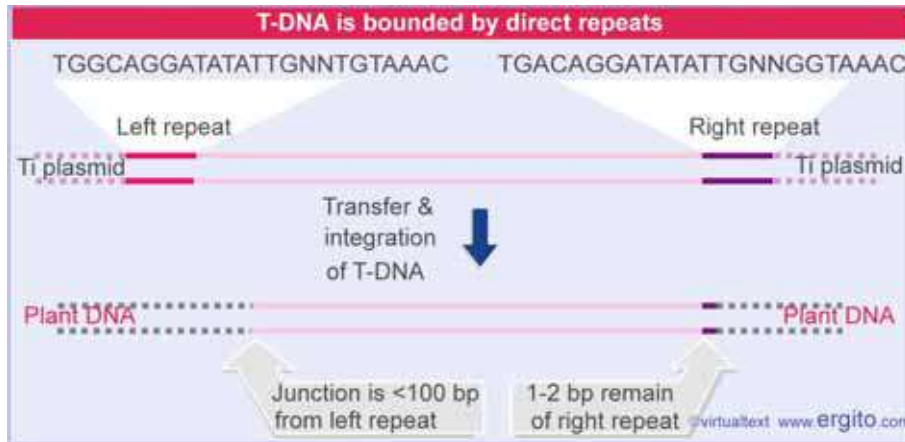 T-DNA is bounded by direct repeats
TGGCAGGATATATTGNNTGTAAAC TGACAGGATATATTGNNGGTAAAC
Left repeat Right repeat
Ti plasmid Ti plasmid
Transfer &
integration
of T-DNA
Plant DNA Plant DNA
Junction is <100 bp
from left repeat
1-2 bp remain
of right repeat
©virtualtext www.ergito.com